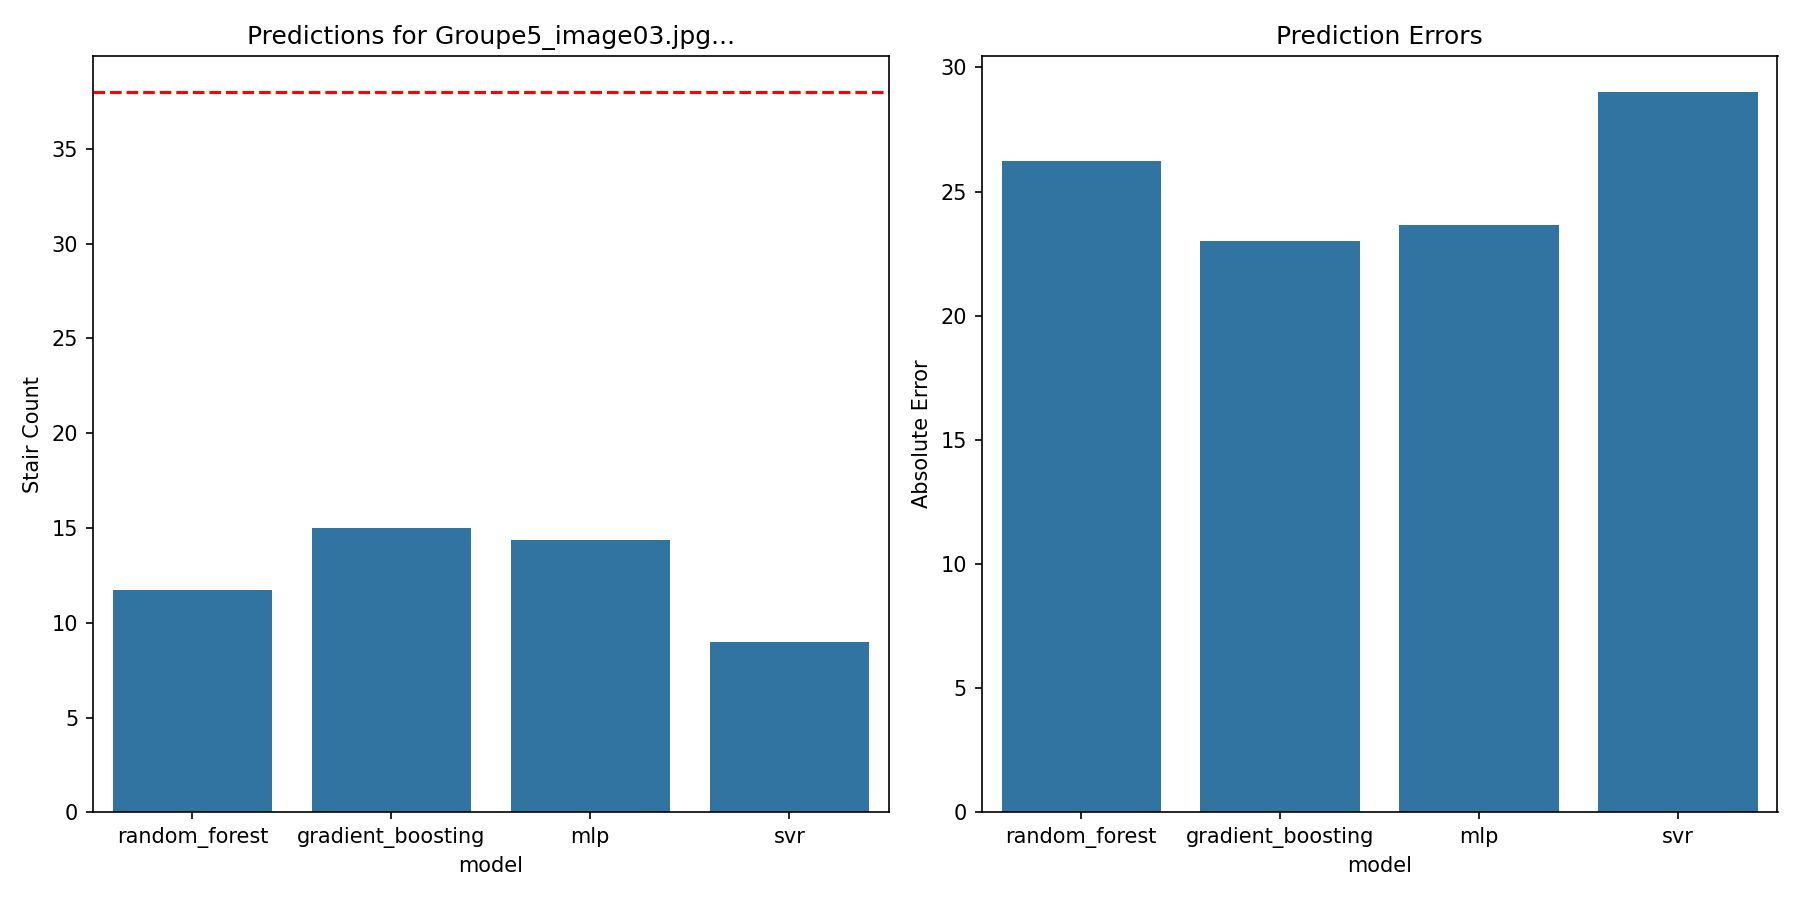 Predictions for Groupe5_image03.jpg...
Stair Count
35
30
25
20
15
10
5
0
random_forest gradient_boosting mlp svr
model
Prediction Errors
Absolute Error
30
25
20
15
10
5
0
random_forest gradient_boosting mlp svr
model